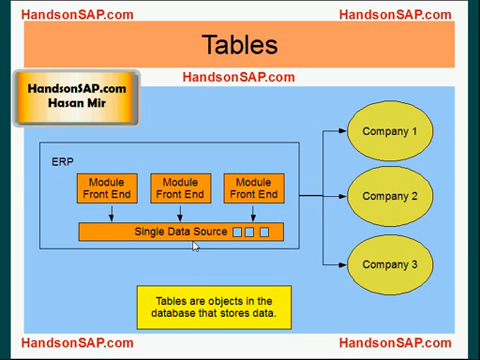 HandsonSAP.com
HandsonSAP.com
Tables
HandsonSAP.com
HandsonSAP.com
Hasan Mir
Company 1
ERP
Module
Front End
Module
Front End
Module
Front End
Company 2
Single Data Source
Company 3
Tables are objects in the
database that stores data.
HandsonSAP.com
HandsonSAP.com